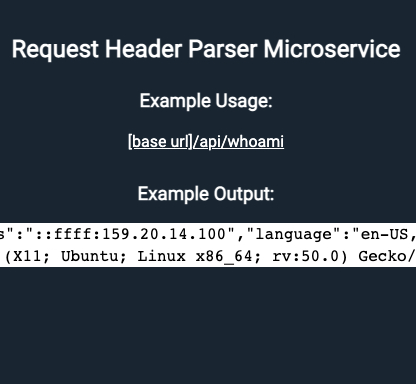 Request Header Parser Microservice
Example Usage:
[base url]/api/whoami
Example Output:
s":"::ffff:159.20.14.100","language":"en-US,
(X11; Ubuntu; Linux x86_64; rv:50.0) Gecko/